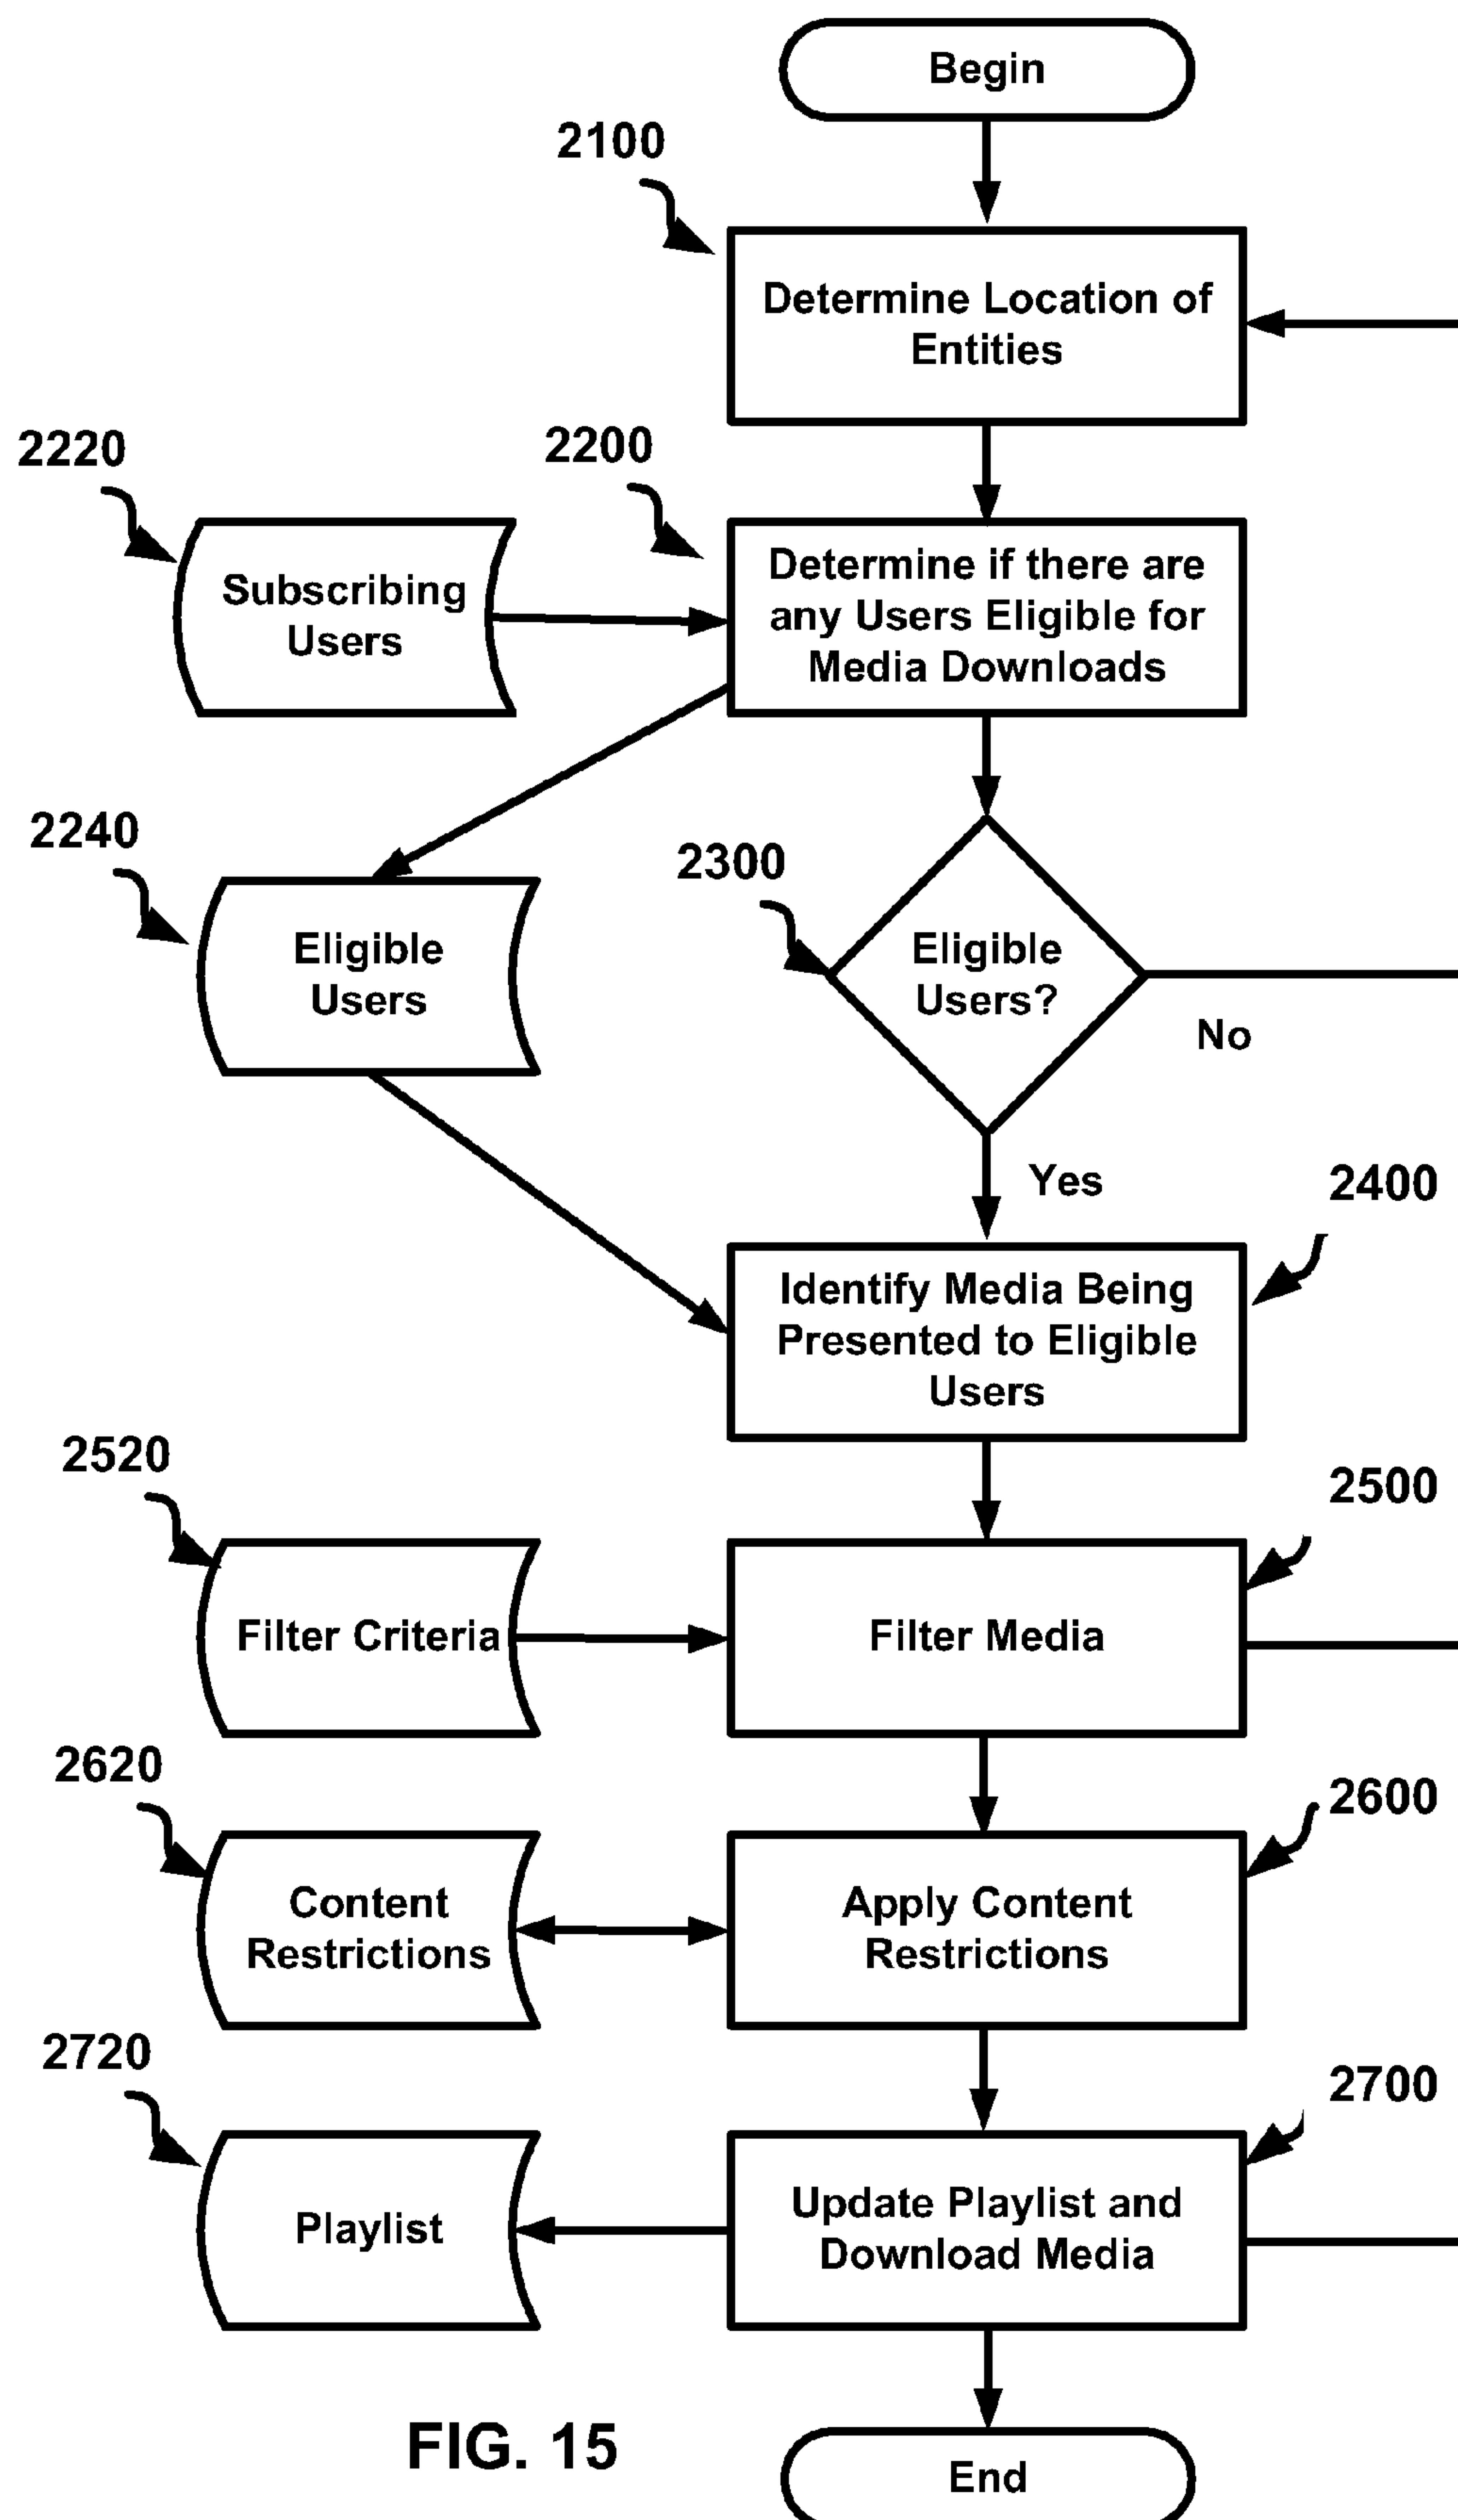 Begin
2100
Determine Location of
Entities
2220
2200
Subscribing
Users
Determine if there are
any Users Eligible for
Media Downloads
2240
2300
Eligible
Users
Eligible
Users?
No
Yes
2400
Identify Media Being
Presented to Eligible
Users
2520
2500
Filter Criteria
Filter Media
2620
2600
Content
Restrictions
Apply Content
Restrictions
2720
2700
Playlist
Update Playlist and
Download Media
FIG. 15
End